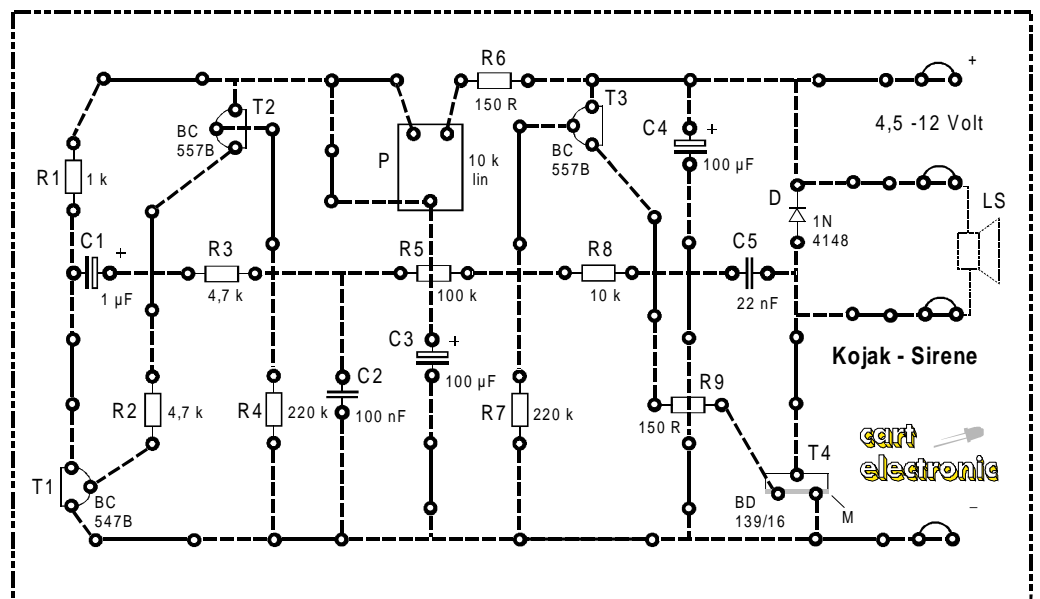 R6
+
150 R
T2
T3
BC
557B
C4
+
4,5 -12 Volt
P
10 k
lin
BC
557B
100 µF
R1
1 k
D
LS
1N
4148
C1
+
R3
R5
R8
C5
1 µF
4,7 k
100 k
10 k
22 nF
C3
+
Kojak - Sirene
100 µF
C2
R9
R2
4,7 k
R4
220 k
100 nF
R7
220 k
150 R
cart
electronic
T4
T1
BC
547B
BD
139/16
M
–